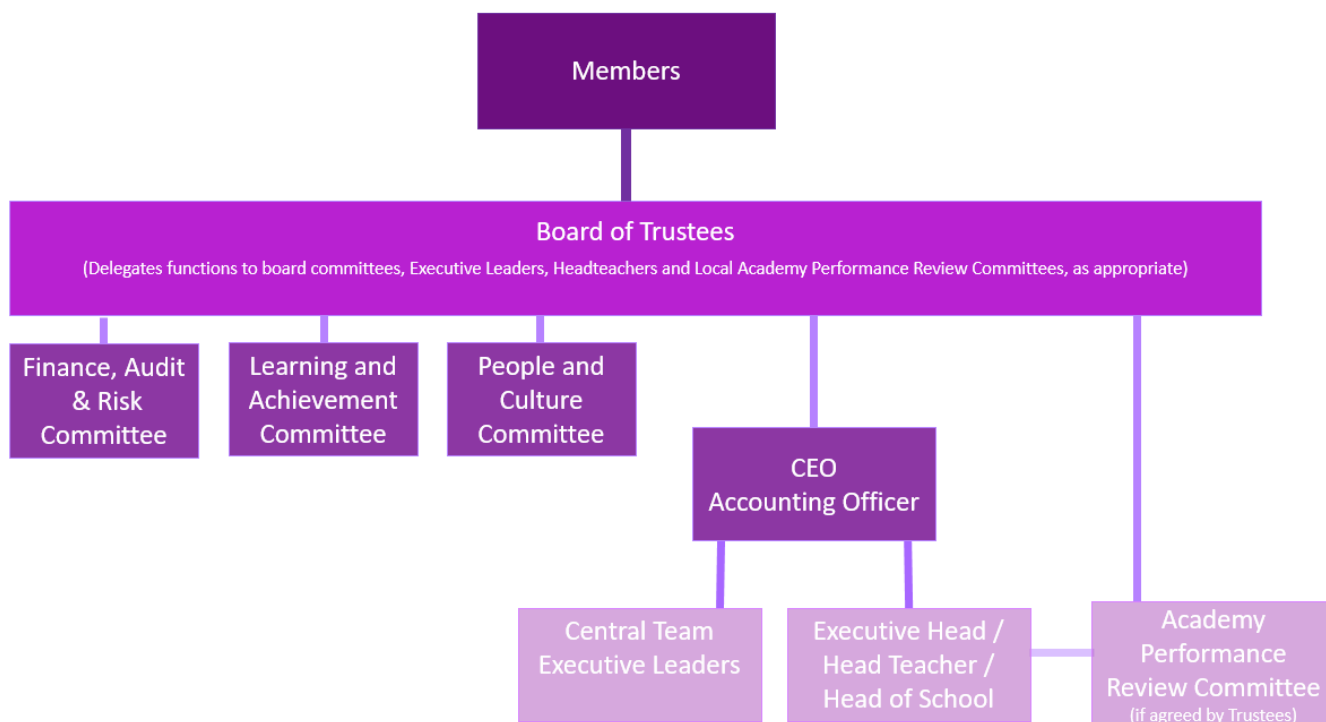 Members
Board of Trustees
(Delegates functions to board committees, Executive Leaders, Headteachers and Local Academy Performance Review Committees, as appropriate)
Finance, Audit
& Risk
Committee
Learning and
Achievement
Committee
People and
Culture
Committee
CEO
Accounting Officer
Central Team
Executive Leaders
Executive Head /
Head Teacher /
Head of School
Academy
Performance
Review Committee
(if agreed by Trustees)